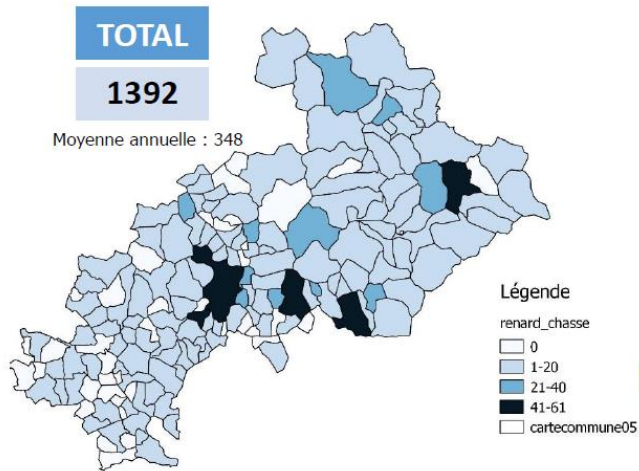 TOTAL
1392
Moyenne annuelle : 348
Légende
renard_chasse
0
1-20
21-40
41-61
cartecommune05